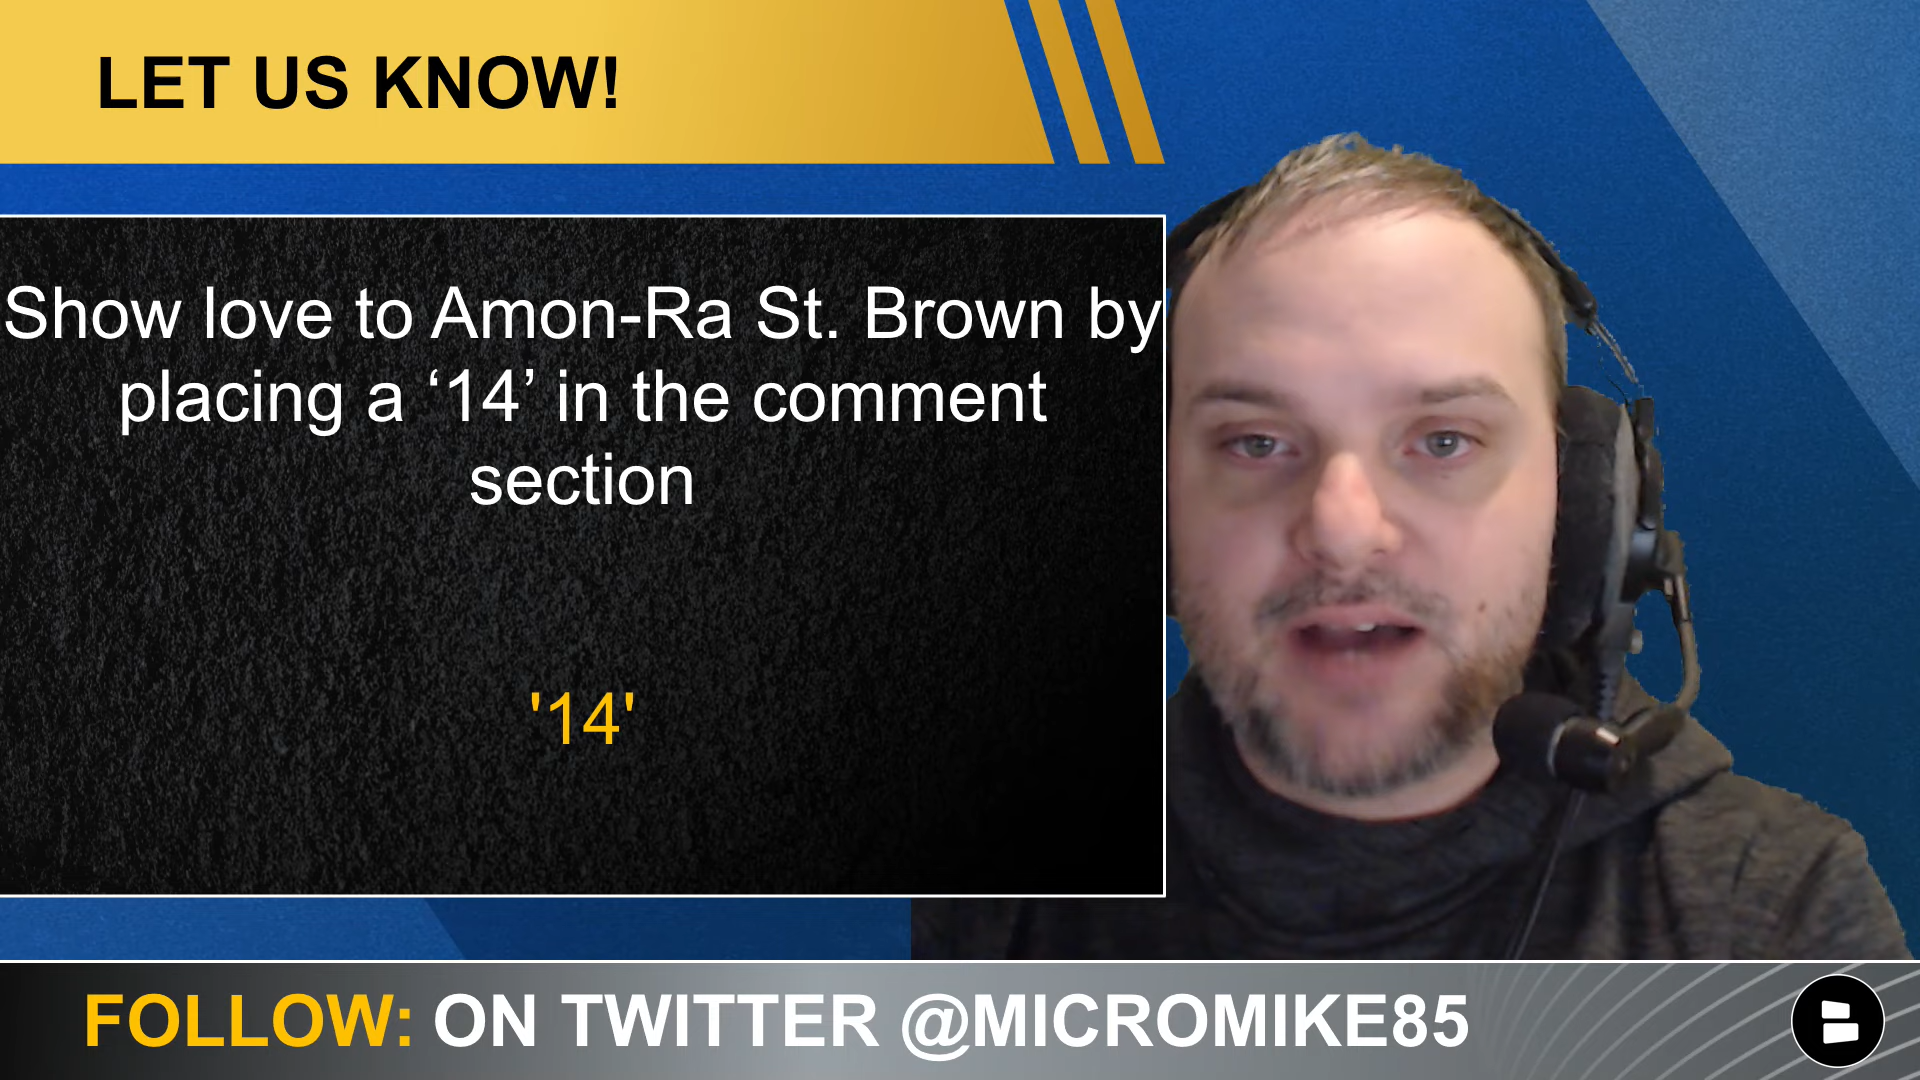 LET US KNOW!
Show love to Amon-Ra St. Brown by
placing a ‘14’ in the comment
section
'14'
FOLLOW: ON TWITTER @MICROMIKE85